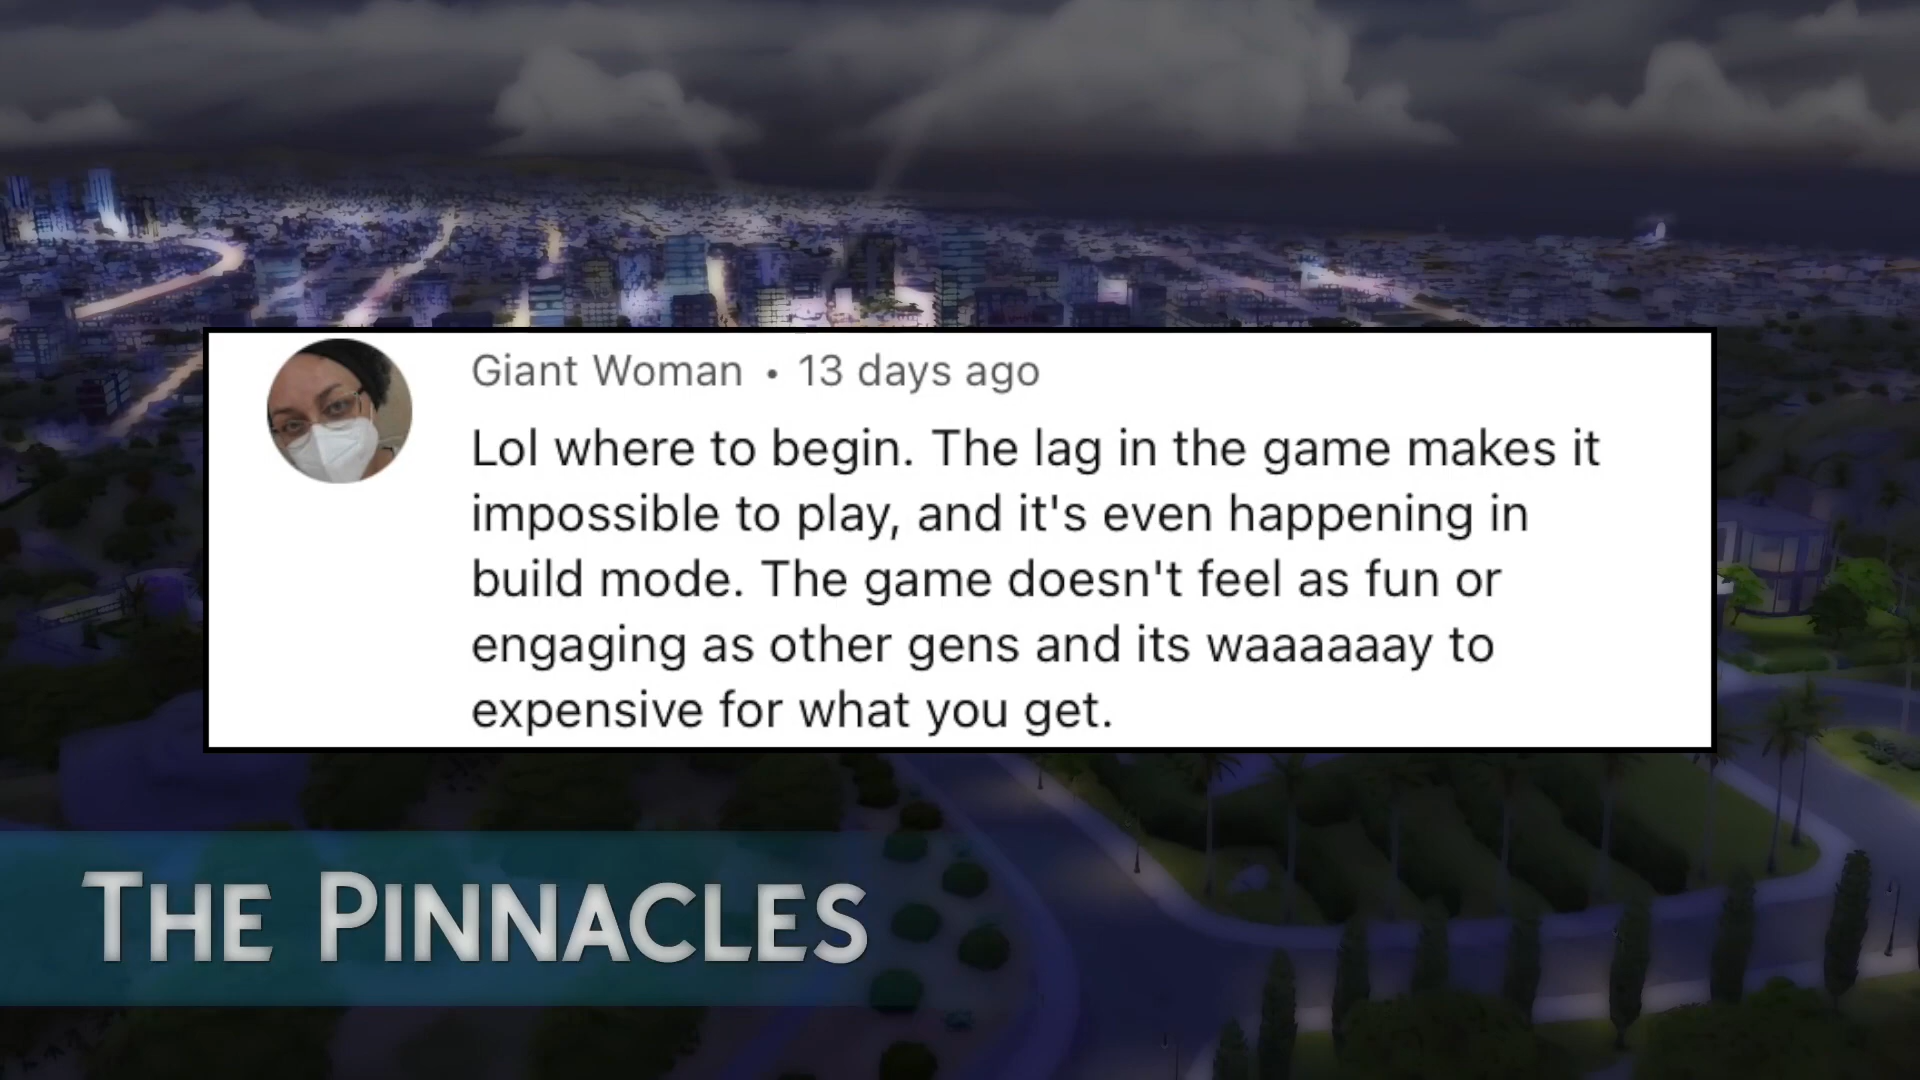 Giant Woman • 13 days ago
Lol where to begin. The lag in the game makes it
impossible to play, and it's even happening in
build mode. The game doesn't feel as fun or
engaging as other gens and its waaaaaay to
expensive for what you get.
THE PINNACLES